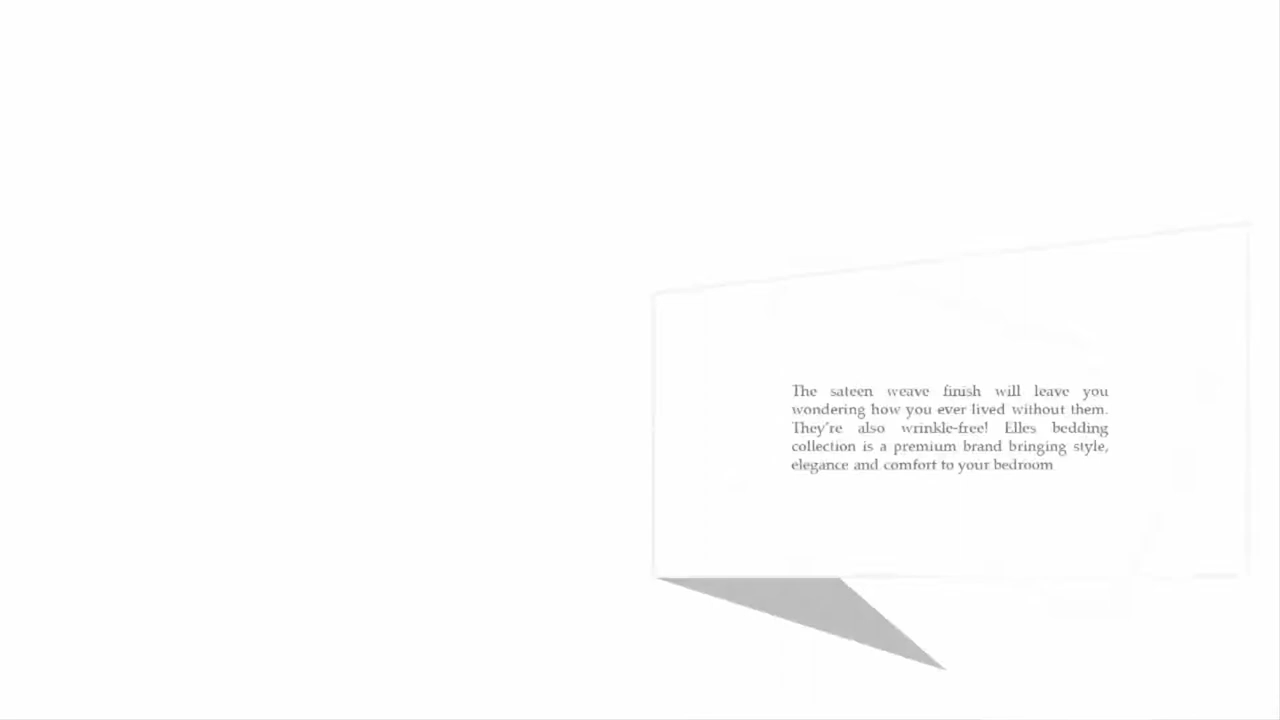 The sateen weave finish will leave you
wondering how you ever lived without them.
They're also wrinkle-free! Elles bedding
collection is a premium brand bringing style,
elegance and comfort to your bedroom